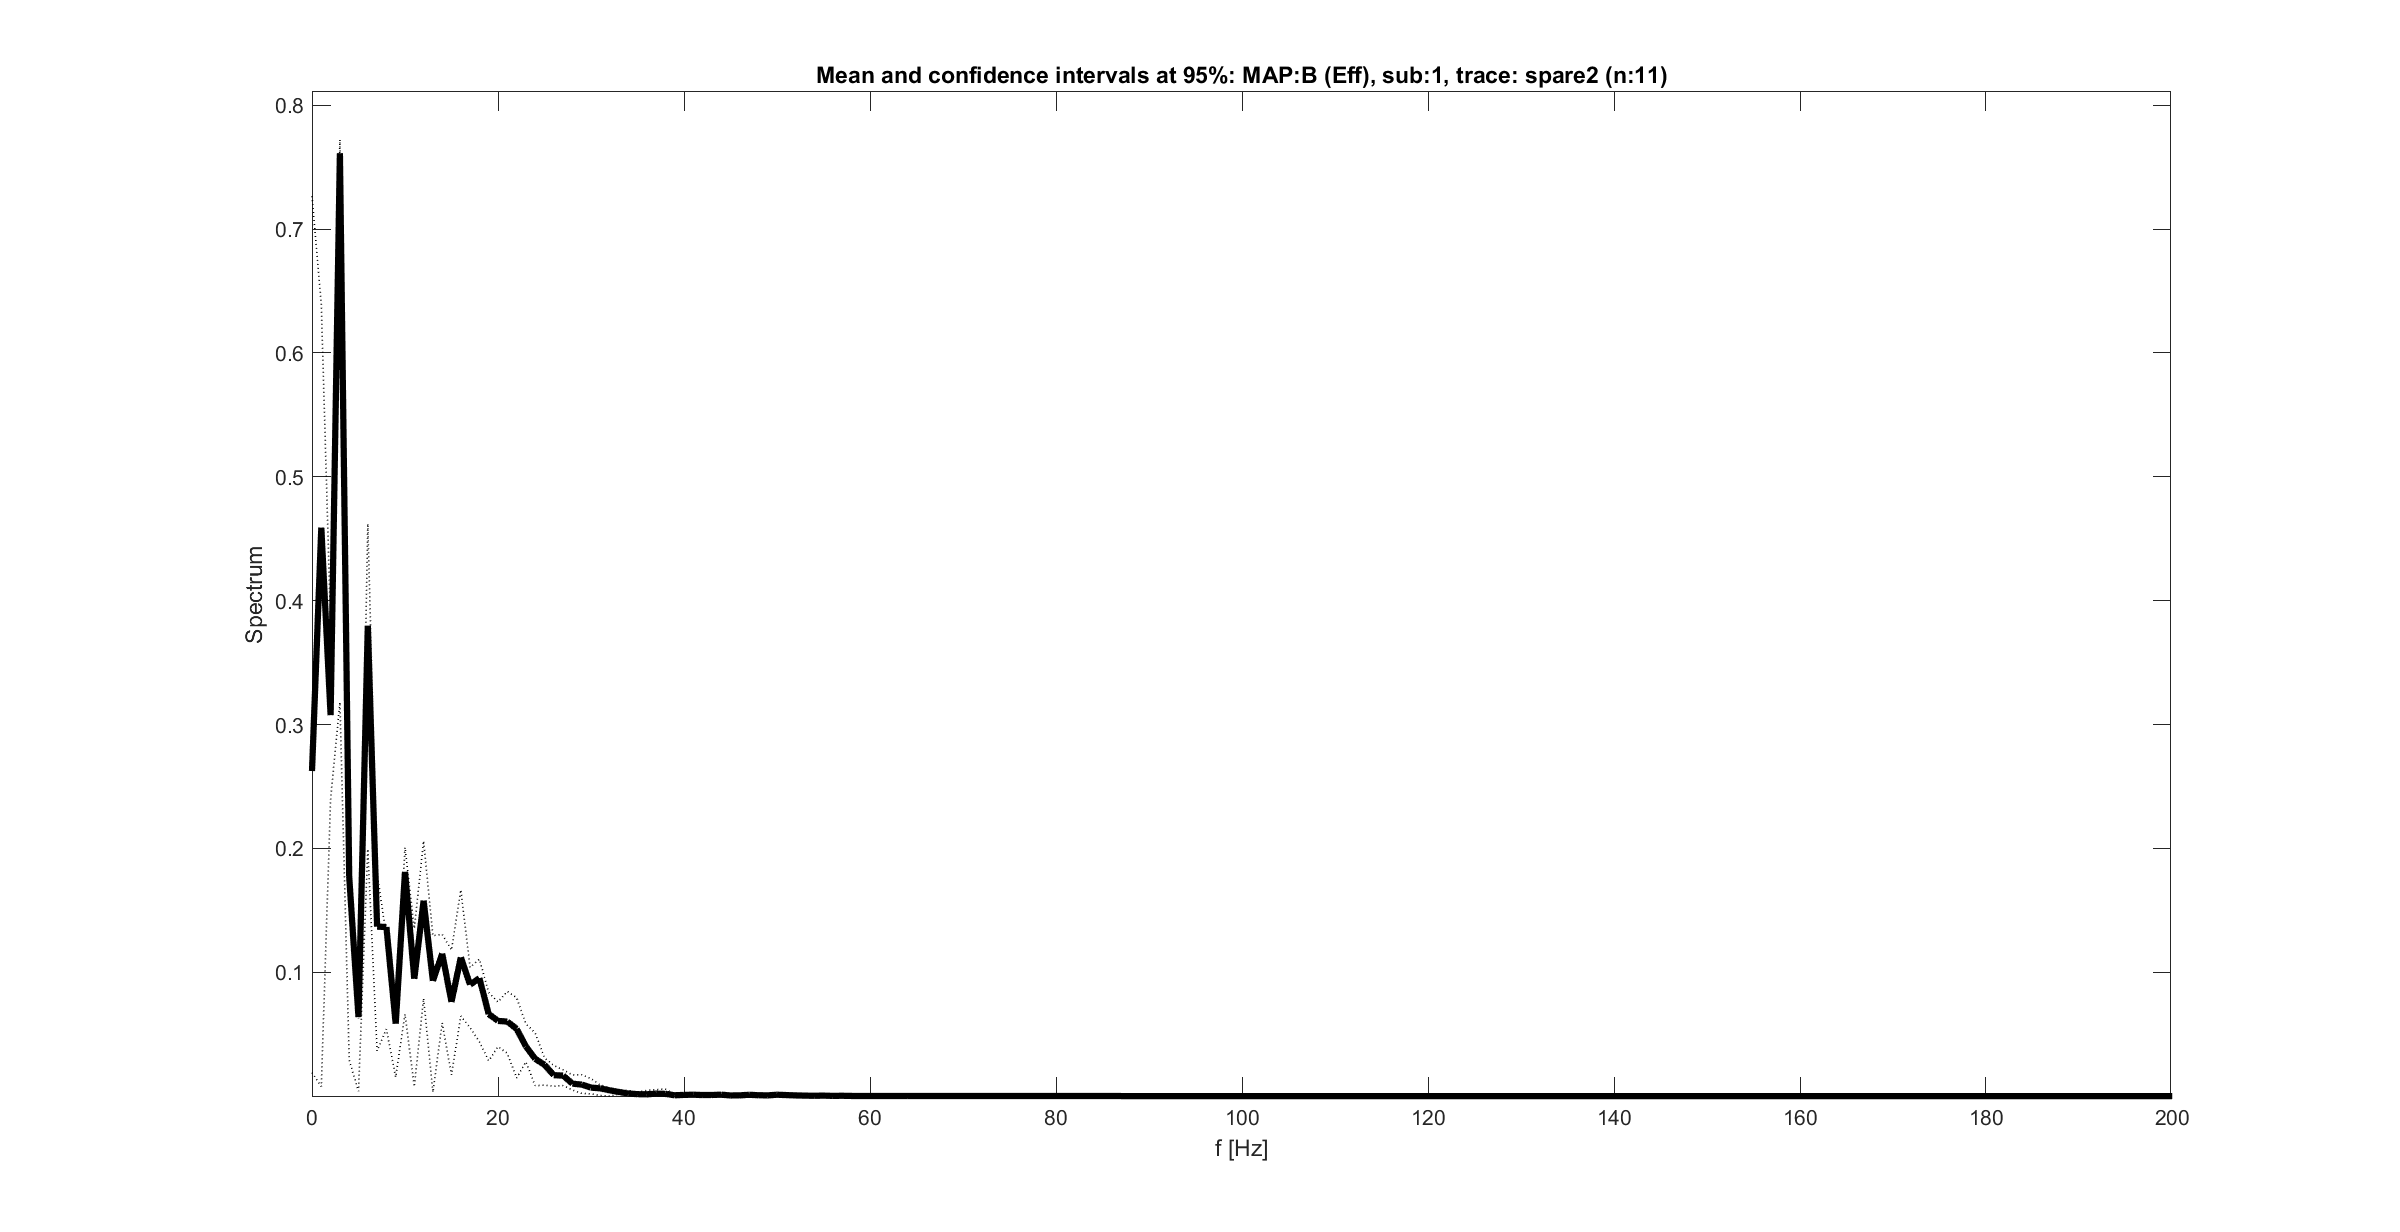 Mean and confidence intervals at 95%: MAP:B (Eff), sub:1, trace: spare2 (n:11)
0.8
0.7
0.6
0.5
0.4
0.3
0.2
0.1
Spectrum
0 20 40 60 80 100 120 140 160 180 200
f [Hz]